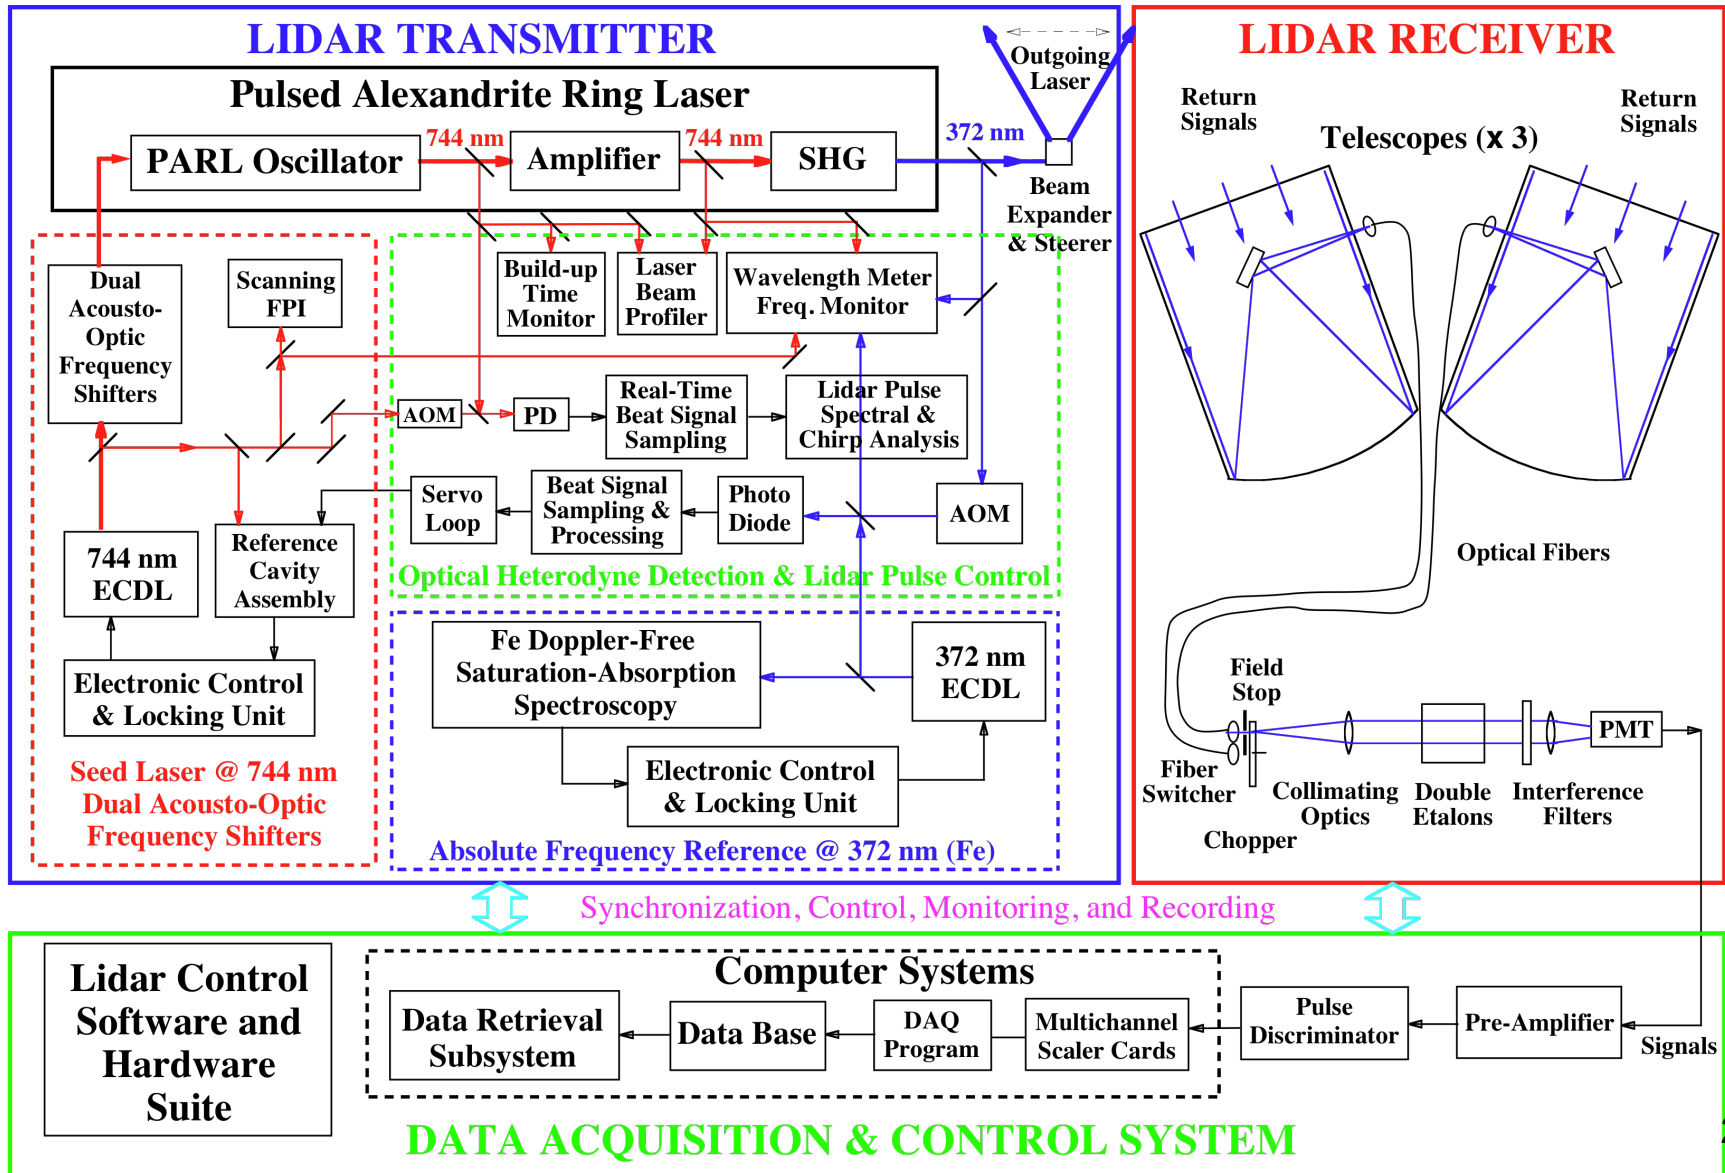 LIDAR TRANSMITTER
Pulsed Alexandrite Ring Laser
744 nm
744 nm
372 nm
PARL Oscillator
Amplifier
SHG
Outgoing
Laser
Beam
Expander
& Steerer
Dual
Acousto-
Optic
Frequency
Shifters
Scanning
FPI
Build-up
Time
Monitor
Laser
Beam
Profiler
Wavelength Meter
Freq. Monitor
AOM
PD
Real-Time
Beat Signal
Sampling
Lidar Pulse
Spectral &
Chirp Analysis
Servo
Loop
Beat Signal
Sampling &
Processing
Photo
Diode
AOM
Optical Heterodyne Detection & Lidar Pulse Control
744 nm
ECDL
Reference
Cavity
Assembly
Electronic Control
& Locking Unit
Seed Laser @ 744 nm
Dual Acousto-Optic
Frequency Shifters
Fe Doppler-Free
Saturation-Absorption
Spectroscopy
372 nm
ECDL
Electronic Control
& Locking Unit
Absolute Frequency Reference @ 372 nm (Fe)
LIDAR RECEIVER
Return
Signals
Telescopes (x 3)
Return
Signals
Optical Fibers
Field
Stop
Fiber
Switcher
Chopper
Collimating
Optics
Double
Etalons
Interference
Filters
PMT
Synchronization, Control, Monitoring, and Recording
Lidar Control
Software and
Hardware
Suite
Computer Systems
Data Retrieval
Subsystem
Data Base
DAQ
Program
Multichannel
Scaler Cards
Pulse
Discriminator
Pre-Amplifier
Signals
DATA ACQUISITION & CONTROL SYSTEM